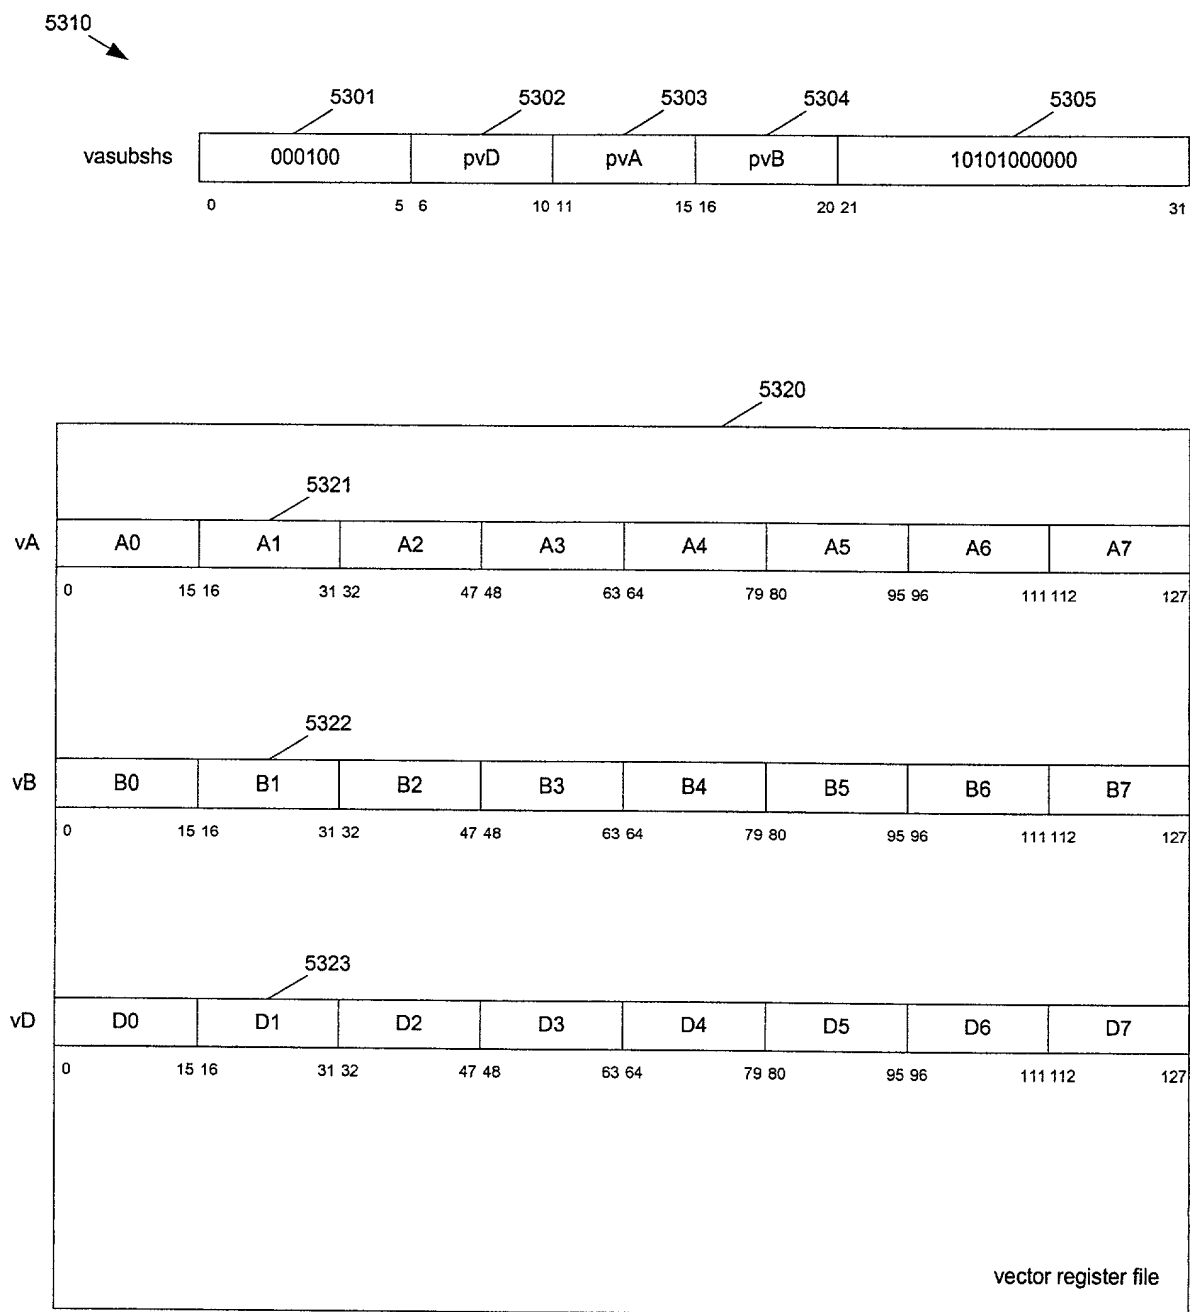 5310
5301 5302 5303 5304 5305
vasubshs 000100 pvD pvA pvB 10101000000
0 5 6 10 11 15 16 20 21 31
5320
5321
vA A0 A1 A2 A3 A4 A5 A6 A7
0 15 16 31 32 47 48 63 64 79 80 95 96 111 112 127
5322
vB B0 B1 B2 B3 B4 B5 B6 B7
0 15 16 31 32 47 48 63 64 79 80 95 96 111 112 127
5323
vD D0 D1 D2 D3 D4 D5 D6 D7
0 15 16 31 32 47 48 63 64 79 80 95 96 111 112 127
vector register file